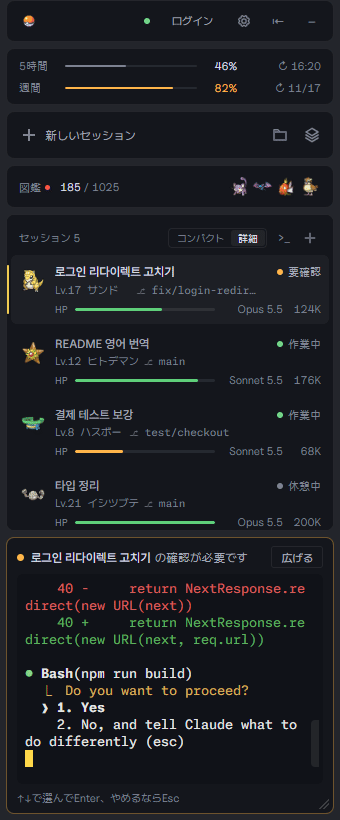 ログイン
5時間 46% 16:20
週間 82% 11/17
新しいセッション
図鑑 185 / 1025
セッション 5 コンパクト 詳細 >_ +
로그인 리다이렉트 고치기 要確認
Lv.17 サンド fix/login-redir…
HP Opus 5.5 124K
README 영어 번역 作業中
Lv.12 ヒトデマン main
HP Sonnet 5.5 176K
결제 테스트 보강 作業中
Lv.8 ハスボー test/checkout
HP Sonnet 5.5 68K
타입 정리 休憩中
Lv.21 イシツブテ main
HP Opus 5.5 200K
로그인 리다이렉트 고치기 の確認が必要です 広げる
40 - return NextResponse.re
direct(new URL(next))
40 + return NextResponse.re
direct(new URL(next, req.url))
Bash(npm run build)
⎿ Do you want to proceed?
❯ 1. Yes
2. No, and tell Claude what to
do differently (esc)
↑↓で選んでEnter、やめるならEsc